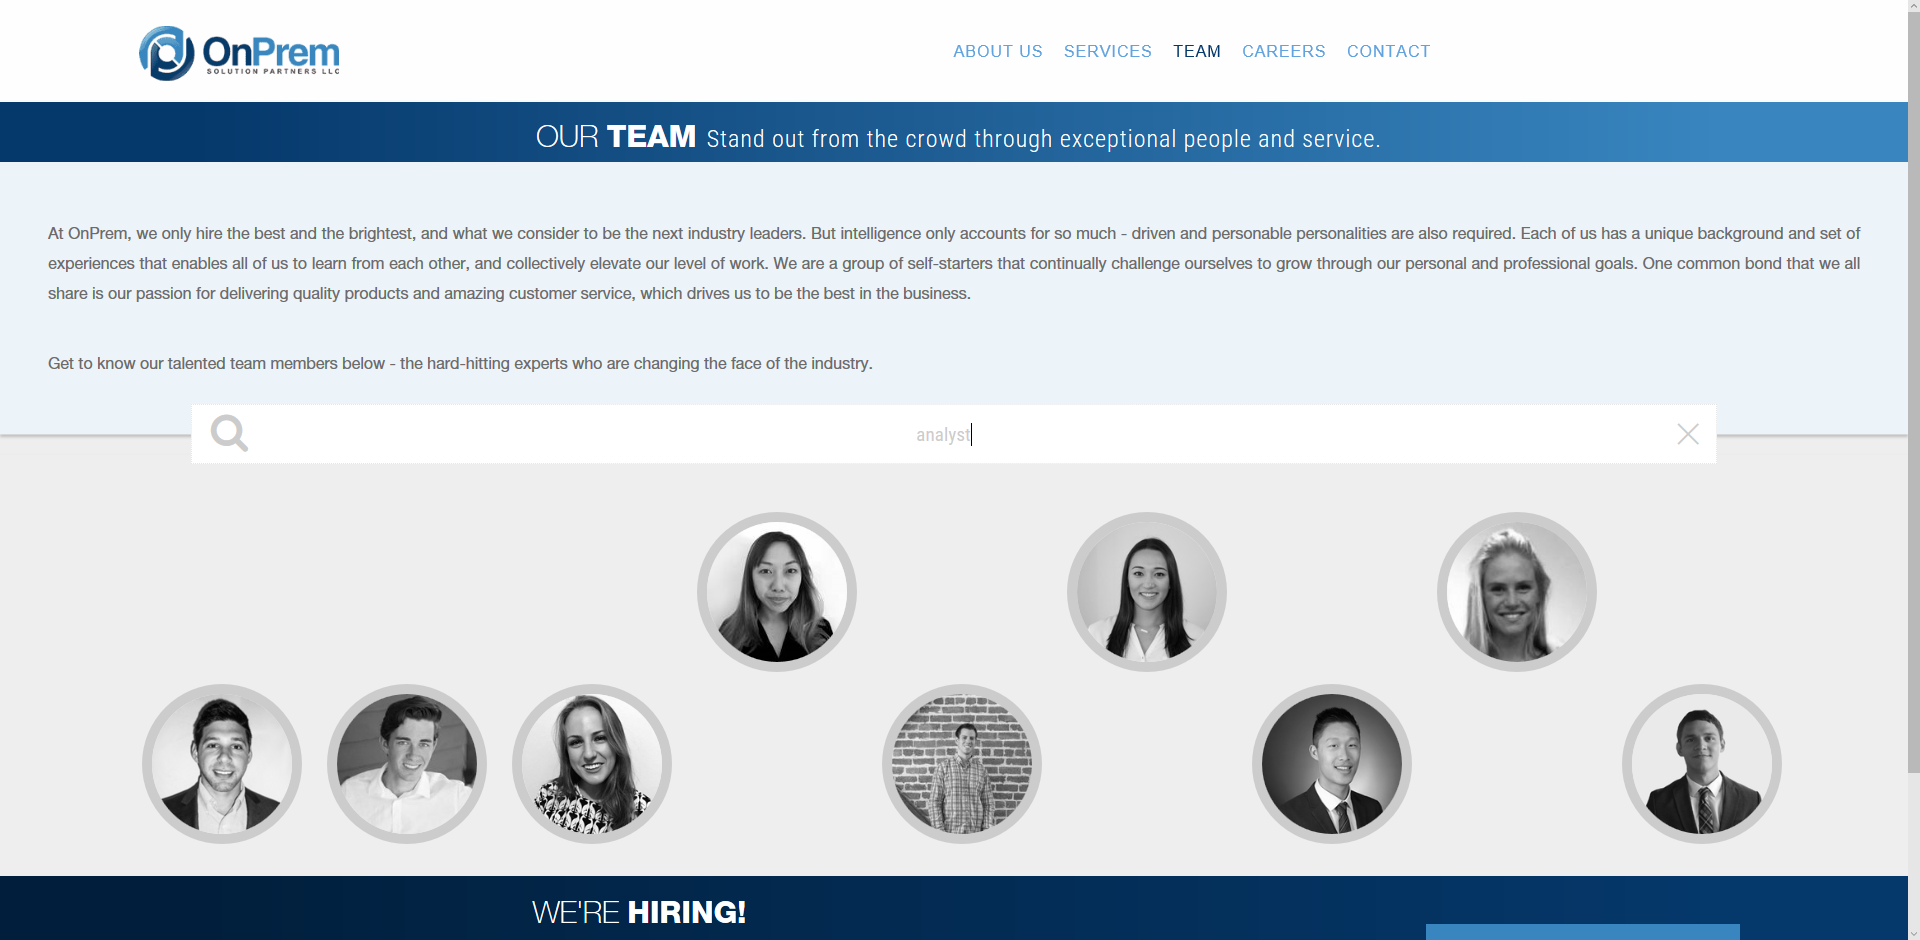 OnPrem
SOLUTION PARTNERS LLC
ABOUT US SERVICES TEAM CAREERS CONTACT
OUR TEAM Stand out from the crowd through exceptional people and service.
At OnPrem, we only hire the best and the brightest, and what we consider to be the next industry leaders. But intelligence only accounts for so much - driven and personable personalities are also required. Each of us has a unique background and set of
experiences that enables all of us to learn from each other, and collectively elevate our level of work. We are a group of self-starters that continually challenge ourselves to grow through our personal and professional goals. One common bond that we all
share is our passion for delivering quality products and amazing customer service, which drives us to be the best in the business.
Get to know our talented team members below - the hard-hitting experts who are changing the face of the industry.
analyst
WE'RE HIRING!